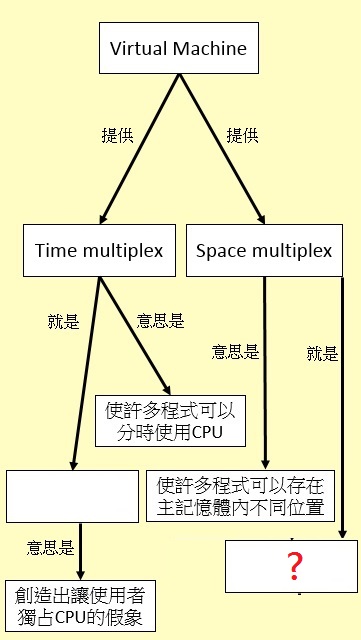 Virtual Machine
提供
提供
Time multiplex
Space multiplex
就是
意思是
意思是
就是
使許多程式可以
分時使用CPU
使許多程式可以存在
主記憶體內不同位置
意思是
?
創造出讓使用者
獨占CPU的假象